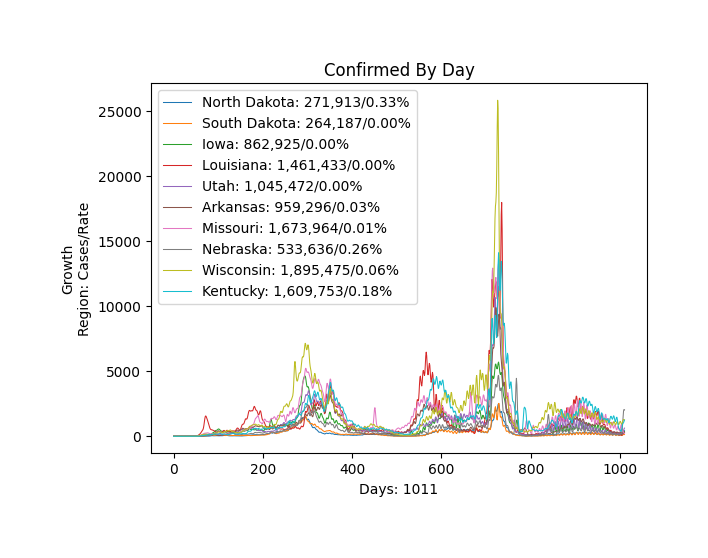 Confirmed By Day
North Dakota: 271,913/0.33%
South Dakota: 264,187/0.00%
Iowa: 862,925/0.00%
Louisiana: 1,461,433/0.00%
Utah: 1,045,472/0.00%
Arkansas: 959,296/0.03%
Missouri: 1,673,964/0.01%
Nebraska: 533,636/0.26%
Wisconsin: 1,895,475/0.06%
Kentucky: 1,609,753/0.18%
25000
20000
15000
10000
5000
0
Growth
Region: Cases/Rate
0 200 400 600 800 1000
Days: 1011